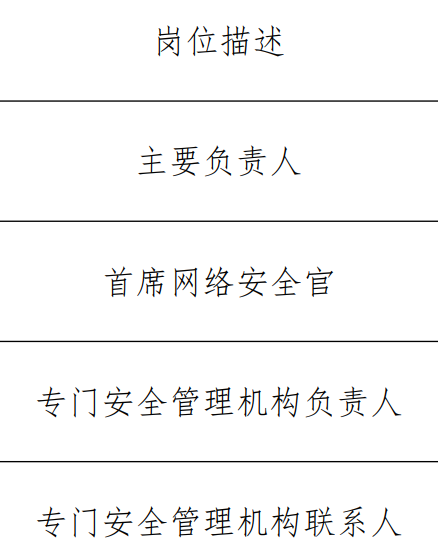 岗位描述
主要负责人
首席网络安全官
专门安全管理机构负责人
专门安全管理机构联系人